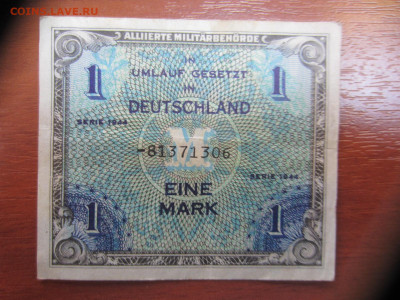 COINSS.LAVE.RU
ALLIIERTE MILITÄRBEHÖRDE
1 IN 1
UMLAUF GESETZT
IN
DEUTSCHLAND
SERIE 1944
M
-81371306
EINE
SERIE 1944
1 MARK 1